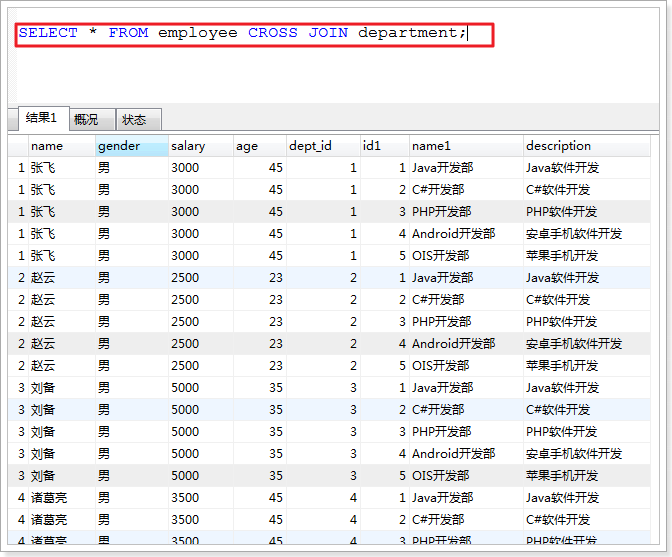 SELECT * FROM employee CROSS JOIN department;
结果1 概况 状态
name gender salary age dept_id id1 name1 description
1 张飞 男 3000 45 1 1 Java开发部 Java软件开发
1 张飞 男 3000 45 1 2 C#开发部 C#软件开发
1 张飞 男 3000 45 1 3 PHP开发部 PHP软件开发
1 张飞 男 3000 45 1 4 Android开发部 安卓手机软件开发
1 张飞 男 3000 45 1 5 OIS开发部 苹果手机开发
2 赵云 男 2500 23 2 1 Java开发部 Java软件开发
2 赵云 男 2500 23 2 2 C#开发部 C#软件开发
2 赵云 男 2500 23 2 3 PHP开发部 PHP软件开发
2 赵云 男 2500 23 2 4 Android开发部 安卓手机软件开发
2 赵云 男 2500 23 2 5 OIS开发部 苹果手机开发
3 刘备 男 5000 35 3 1 Java开发部 Java软件开发
3 刘备 男 5000 35 3 2 C#开发部 C#软件开发
3 刘备 男 5000 35 3 3 PHP开发部 PHP软件开发
3 刘备 男 5000 35 3 4 Android开发部 安卓手机软件开发
3 刘备 男 5000 35 3 5 OIS开发部 苹果手机开发
4 诸葛亮 男 3500 45 4 1 Java开发部 Java软件开发
4 诸葛亮 男 3500 45 4 2 C#开发部 C#软件开发
4 诸葛亮 男 3500 45 4 3 PHP开发部 PHP软件开发